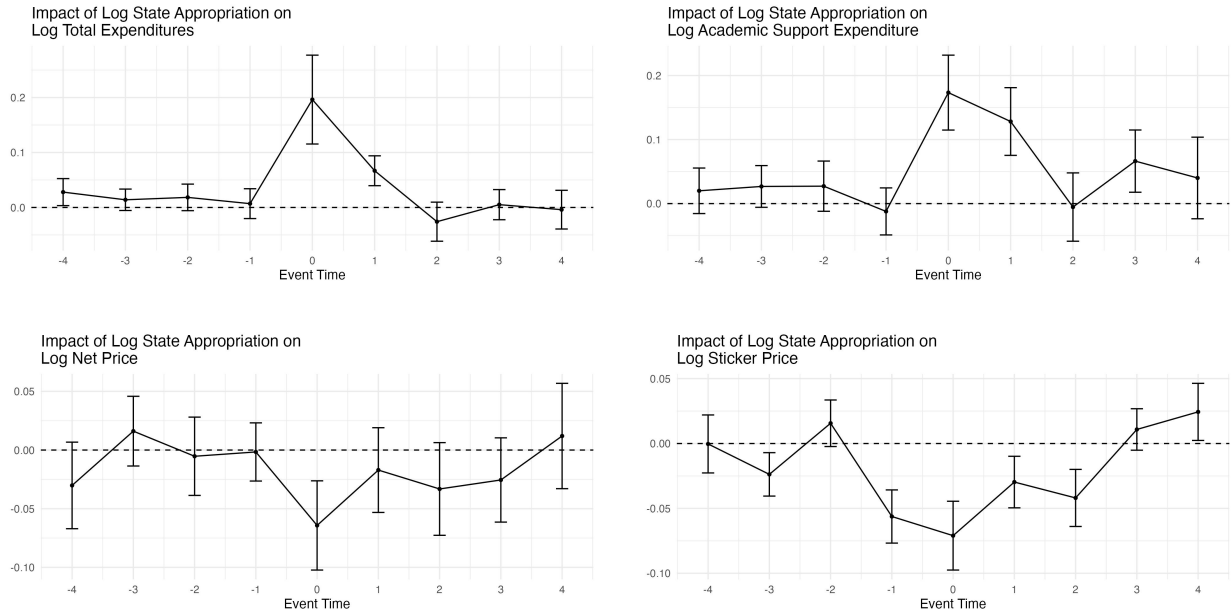 Impact of Log State Appropriation on
Log Total Expenditures
0.2
0.1
0.0
-4 -3 -2 -1 0 1 2 3 4
Event Time
Impact of Log State Appropriation on
Log Academic Support Expenditure
0.2
0.1
0.0
-4 -3 -2 -1 0 1 2 3 4
Event Time
Impact of Log State Appropriation on
Log Net Price
0.05
0.00
-0.05
-0.10
-4 -3 -2 -1 0 1 2 3 4
Event Time
Impact of Log State Appropriation on
Log Sticker Price
0.05
0.00
-0.05
-0.10
-4 -3 -2 -1 0 1 2 3 4
Event Time